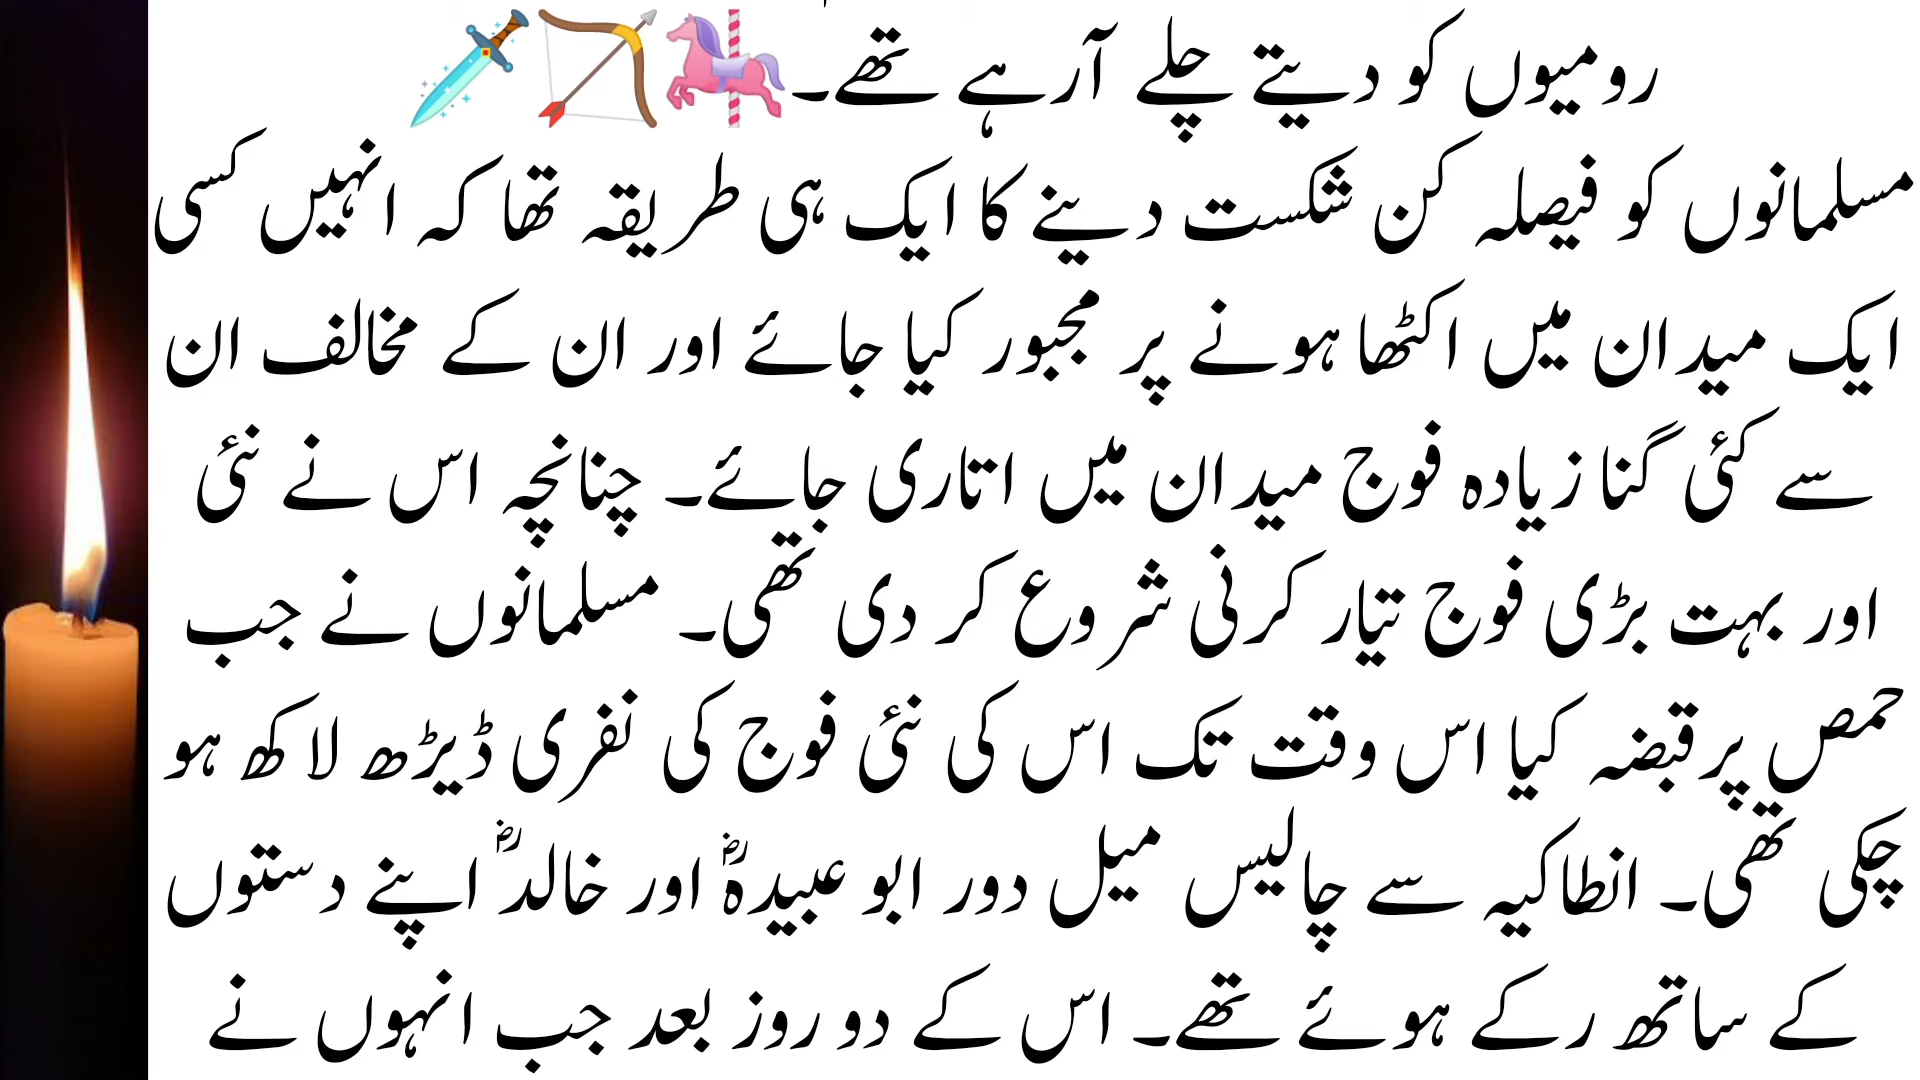 رومیوں کو دیتے چلے آرہے تھے۔🎠🏹🗡️
مسلمانوں کو فیصلہ کن شکست دینے کا ایک ہی طریقہ تھا کہ انہیں کسی
ایک میدان میں اکٹھا ہونے پر مجبور کیا جائے اور ان کے مخالف ان
سے کئی گنا زیادہ فوج میدان میں اتاری جائے۔ چنانچہ اس نے نئی
اور بہت بڑی فوج تیار کرنی شروع کر دی تھی۔ مسلمانوں نے جب
حمص پر قبضہ کیا اس وقت تک اس کی نئی فوج کی نفری ڈیڑھ لاکھ ہو
چکی تھی۔ انطاکیہ سے چالیس میل دور ابو عبیدہؓ اور خالدؓ اپنے دستوں
کے ساتھ رکے ہوئے تھے۔ اس کے دو روز بعد جب انہوں نے